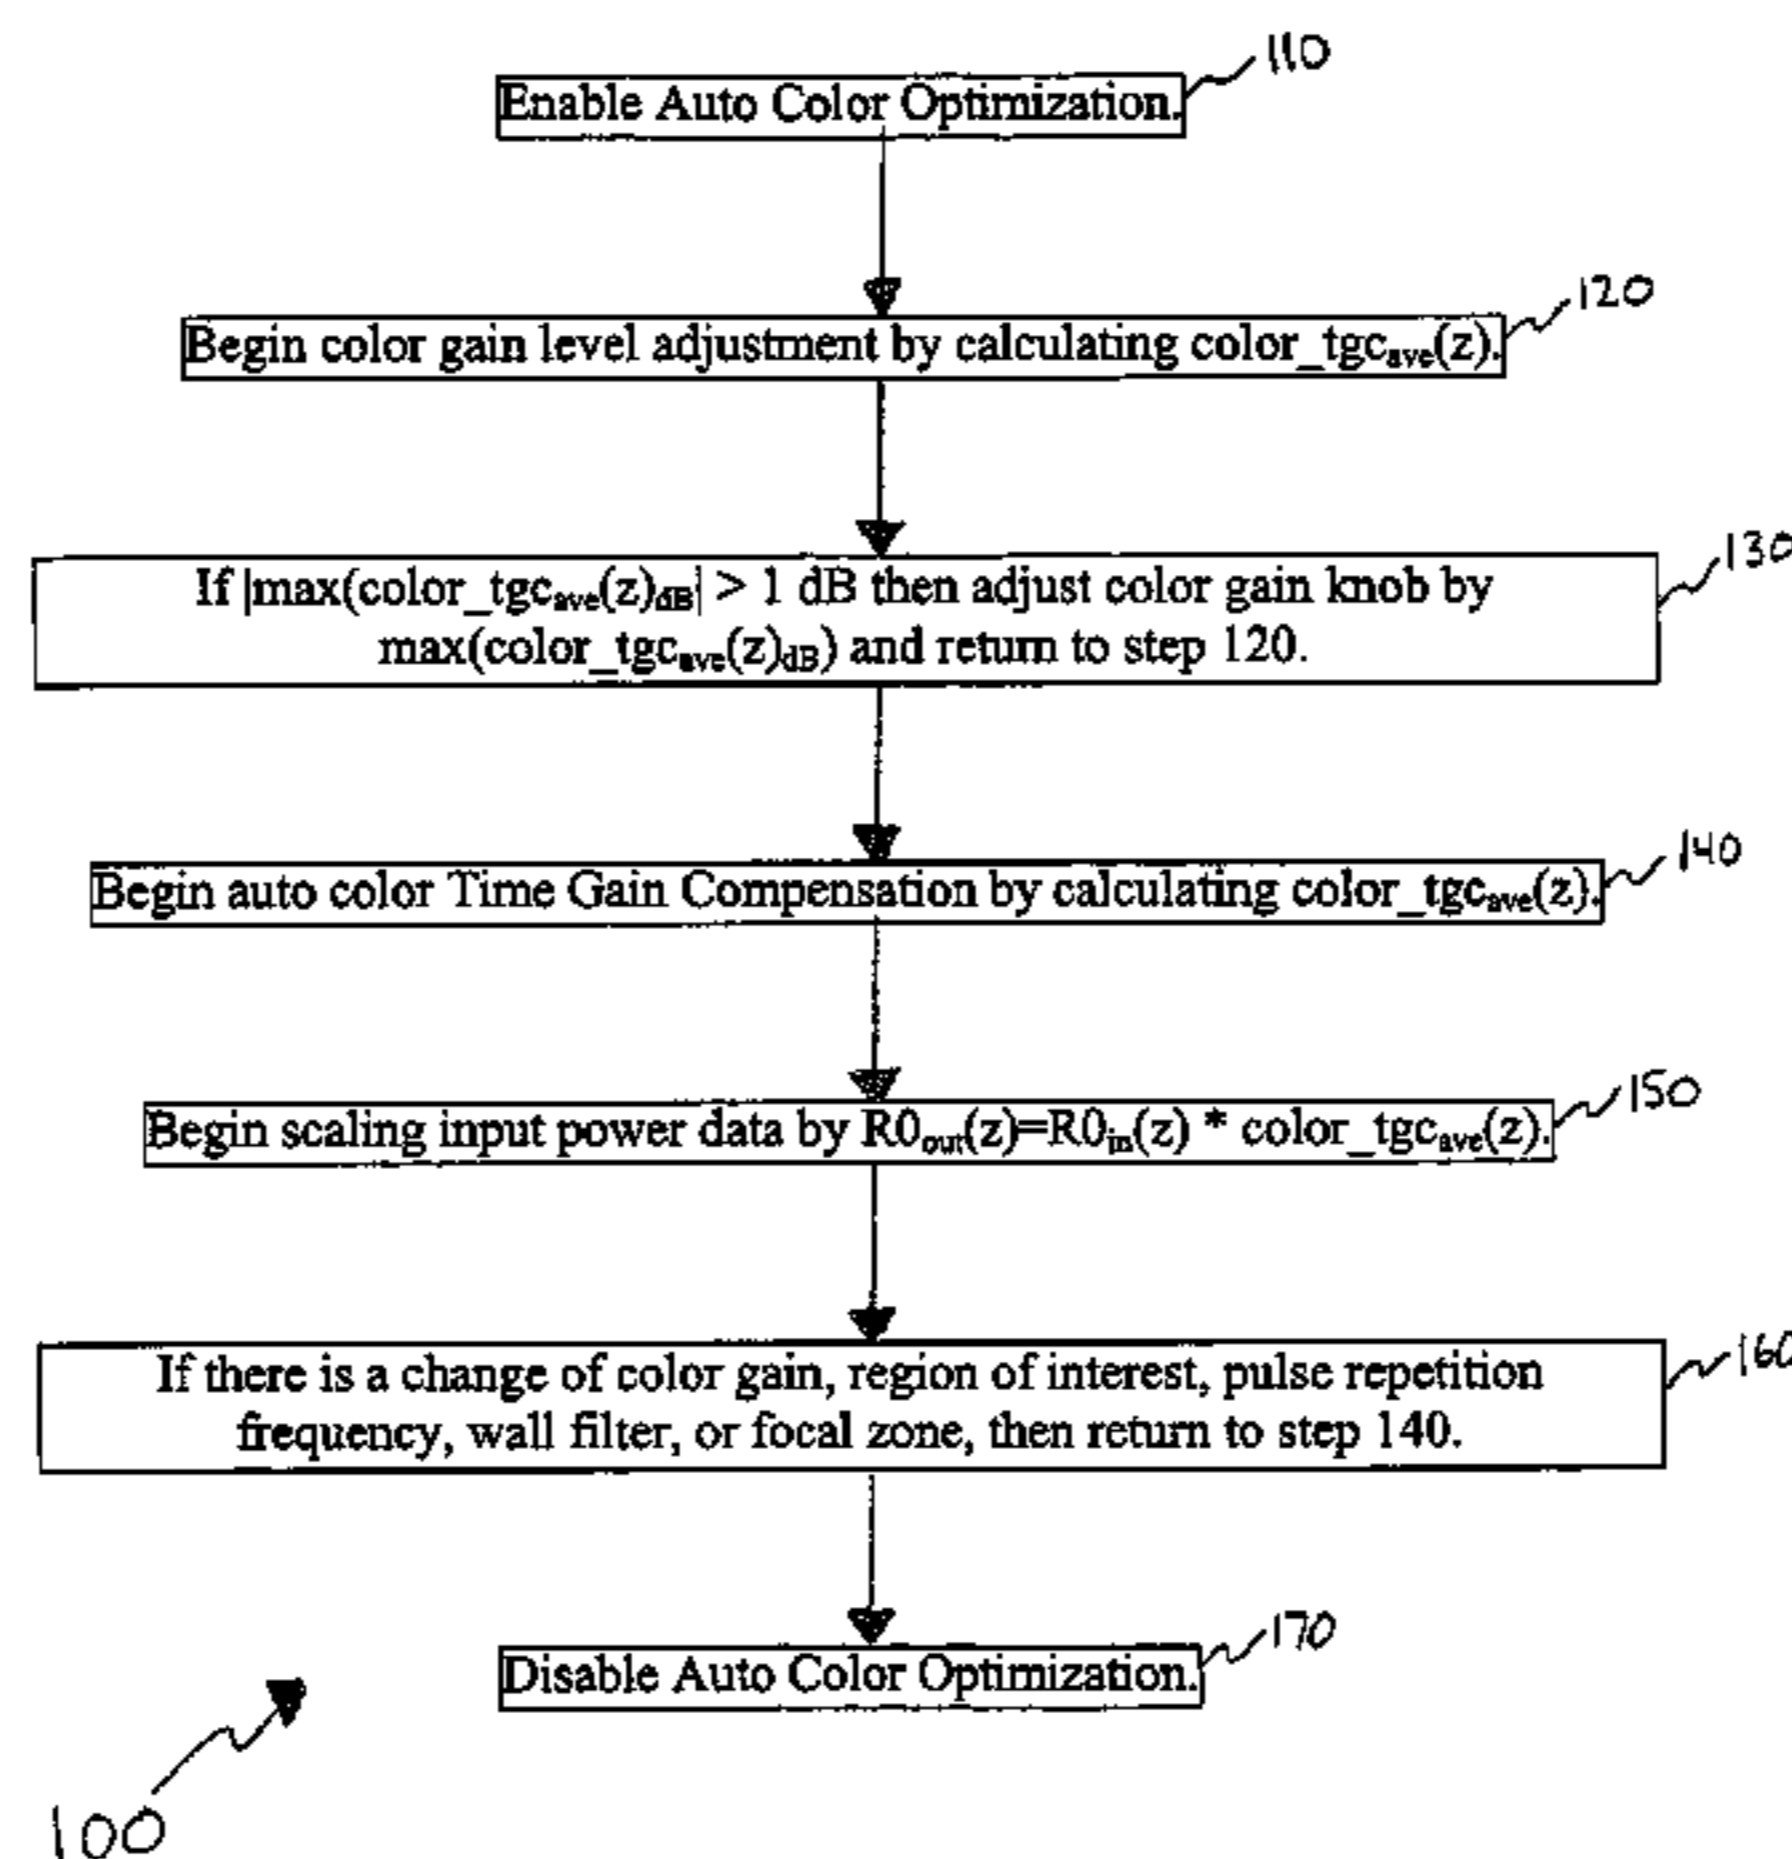 110
Enable Auto Color Optimization.
120
Begin color gain level adjustment by calculating color_tgcave(z).
130
If |max(color_tgcave(z)dB| > 1 dB then adjust color gain knob by
max(color_tgcave(z)dB) and return to step 120.
140
Begin auto color Time Gain Compensation by calculating color_tgcave(z).
150
Begin scaling input power data by R0out(z)=R0in(z) * color_tgcave(z).
160
If there is a change of color gain, region of interest, pulse repetition
frequency, wall filter, or focal zone, then return to step 140.
170
Disable Auto Color Optimization.
100